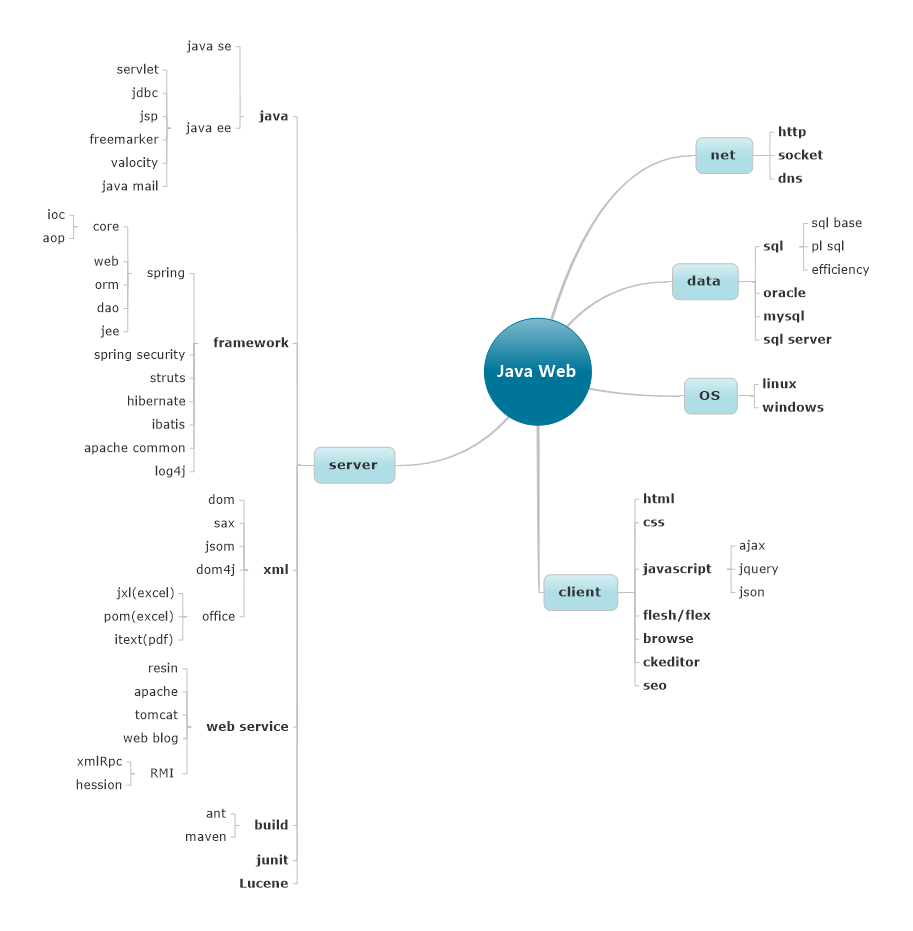 Java Web
net
http
socket
dns
data
sql
sql base
pl sql
efficiency
oracle
mysql
sql server
OS
linux
windows
client
html
css
javascript
ajax
jquery
json
flesh/flex
browse
ckeditor
seo
server
java
java se
java ee
servlet
jdbc
jsp
freemarker
valocity
java mail
framework
spring
core
ioc
aop
web
orm
dao
jee
spring security
struts
hibernate
ibatis
apache common
log4j
xml
dom
sax
jsom
dom4j
office
jxl(excel)
pom(excel)
itext(pdf)
web service
resin
apache
tomcat
web blog
RMI
xmlRpc
hession
build
ant
maven
junit
Lucene